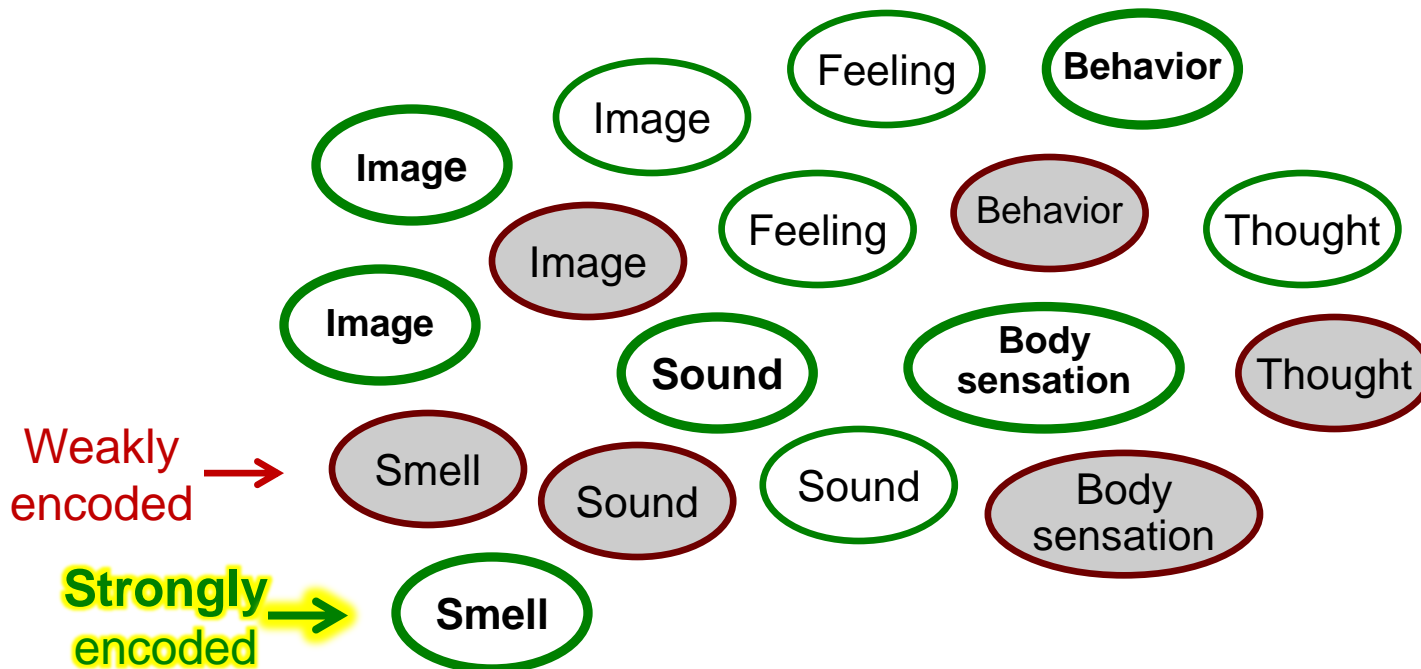 Feeling
Behavior
Image
Image
Behavior
Feeling
Thought
Image
Image
Sound
Body
sensation
Thought
Weakly
encoded
Smell
Sound
Sound
Body
sensation
Strongly
encoded
Smell